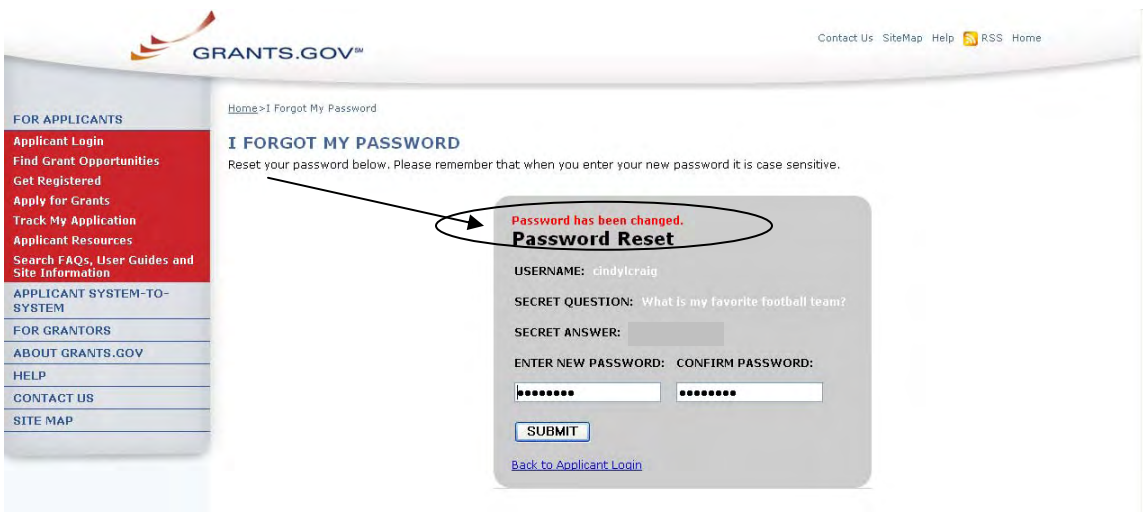 GRANTS.GOV℠
Contact Us SiteMap Help RSS Home
FOR APPLICANTS
Applicant Login
Find Grant Opportunities
Get Registered
Apply for Grants
Track My Application
Applicant Resources
Search FAQs, User Guides and
Site Information
APPLICANT SYSTEM-TO-
SYSTEM
FOR GRANTORS
ABOUT GRANTS.GOV
HELP
CONTACT US
SITE MAP
Home>I Forgot My Password
I FORGOT MY PASSWORD
Reset your password below. Please remember that when you enter your new password it is case sensitive.
Password has been changed.
Password Reset
USERNAME: cindylcraig
SECRET QUESTION: What is my favorite football team?
SECRET ANSWER:
ENTER NEW PASSWORD: CONFIRM PASSWORD:
●●●●●●●● ●●●●●●●●
SUBMIT
Back to Applicant Login